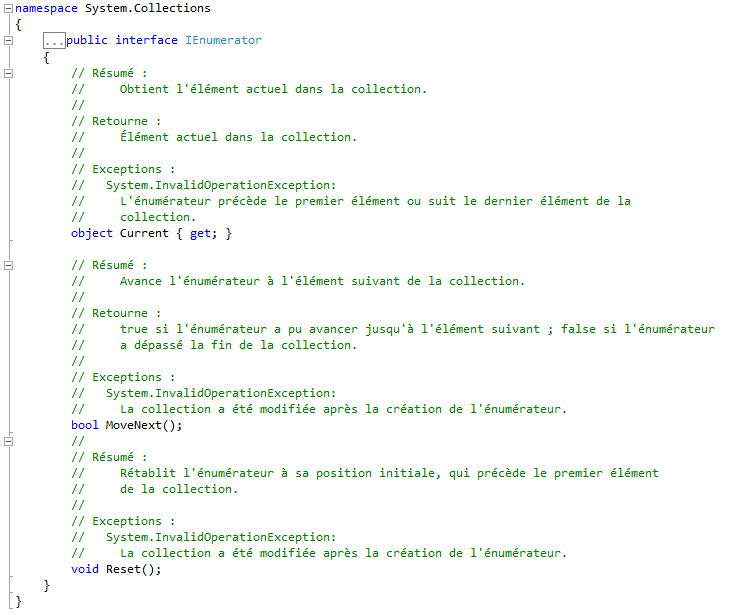 namespace System.Collections
{
...public interface IEnumerator
{
// Résumé :
// Obtient l'élément actuel dans la collection.
//
// Retourne :
// Élément actuel dans la collection.
//
// Exceptions :
// System.InvalidOperationException:
// L'énumérateur précède le premier élément ou suit le dernier élément de la
// collection.
object Current { get; }
// Résumé :
// Avance l'énumérateur à l'élément suivant de la collection.
//
// Retourne :
// true si l'énumérateur a pu avancer jusqu'à l'élément suivant ; false si l'énumérateur
// a dépassé la fin de la collection.
//
// Exceptions :
// System.InvalidOperationException:
// La collection a été modifiée après la création de l'énumérateur.
bool MoveNext();
//
// Résumé :
// Rétablit l'énumérateur à sa position initiale, qui précède le premier élément
// de la collection.
//
// Exceptions :
// System.InvalidOperationException:
// La collection a été modifiée après la création de l'énumérateur.
void Reset();
}
}